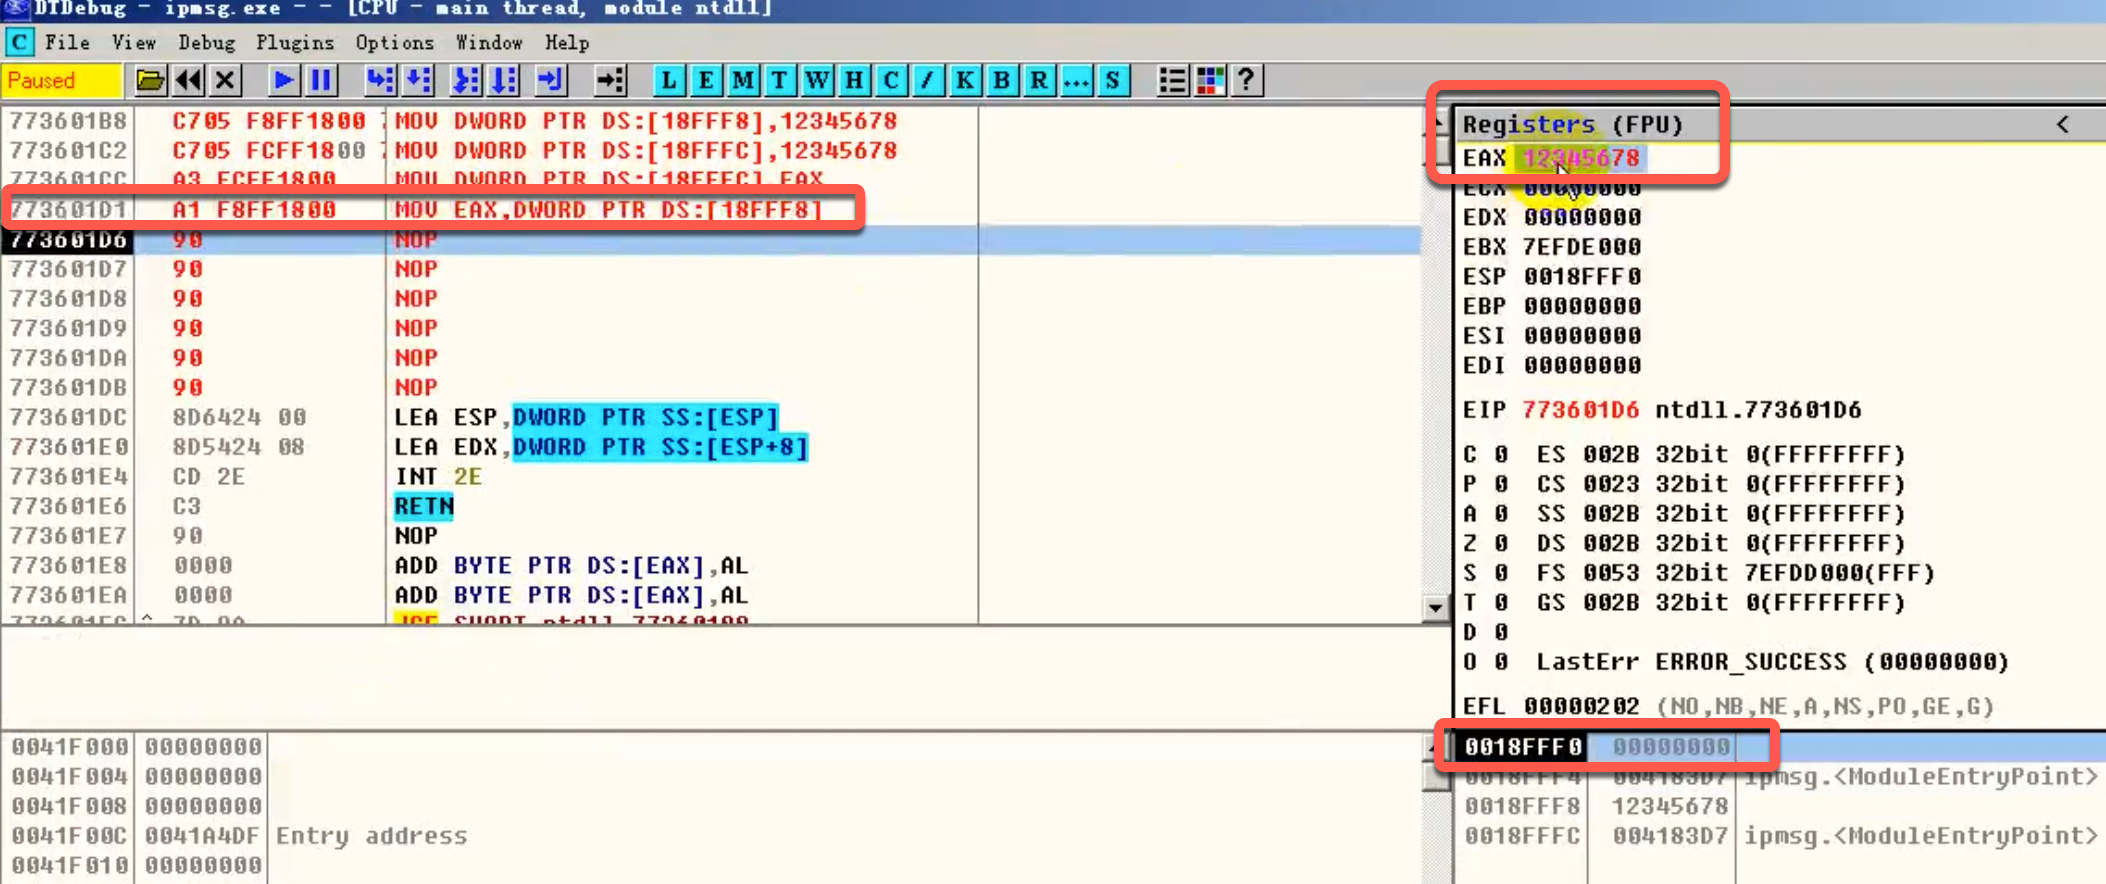 DTDebug - ipmsg.exe - - [CPU - main thread, module ntdll]
C File View Debug Plugins Options Window Help
Paused L E M T W H C / K B R ... S ?
773601B8 C705 F8FF1800 MOV DWORD PTR DS:[18FFF8],12345678
773601C2 C705 FCFF1800 MOV DWORD PTR DS:[18FFFC],12345678
773601CC A3 FCFF1800 MOV DWORD PTR DS:[18FFFC],EAX
773601D1 A1 F8FF1800 MOV EAX,DWORD PTR DS:[18FFF8]
773601D6 90 NOP
773601D7 90 NOP
773601D8 90 NOP
773601D9 90 NOP
773601DA 90 NOP
773601DB 90 NOP
773601DC 8D6424 00 LEA ESP,DWORD PTR SS:[ESP]
773601E0 8D5424 08 LEA EDX,DWORD PTR SS:[ESP+8]
773601E4 CD 2E INT 2E
773601E6 C3 RETN
773601E7 90 NOP
773601E8 0000 ADD BYTE PTR DS:[EAX],AL
773601EA 0000 ADD BYTE PTR DS:[EAX],AL
773601EC ^ 7D 9A JGE SHORT
Registers (FPU) <
EAX 12345678
ECX 00000000
EDX 00000000
EBX 7EFDE000
ESP 0018FFF0
EBP 00000000
ESI 00000000
EDI 00000000
EIP 773601D6 ntdll.773601D6
C 0 ES 002B 32bit 0(FFFFFFFF)
P 0 CS 0023 32bit 0(FFFFFFFF)
A 0 SS 002B 32bit 0(FFFFFFFF)
Z 0 DS 002B 32bit 0(FFFFFFFF)
S 0 FS 0053 32bit 7EFDD000(FFF)
T 0 GS 002B 32bit 0(FFFFFFFF)
D 0
O 0 LastErr ERROR_SUCCESS (00000000)
EFL 00000202 (NO,NB,NE,A,NS,PO,GE,G)
0041F000 00000000
0041F004 00000000
0041F008 00000000
0041F00C 0041A4DF Entry address
0041F010 00000000
0018FFF0 00000000
0018FFF4 004183D7 ipmsg.<ModuleEntryPoint>
0018FFF8 12345678
0018FFFC 004183D7 ipmsg.<ModuleEntryPoint>